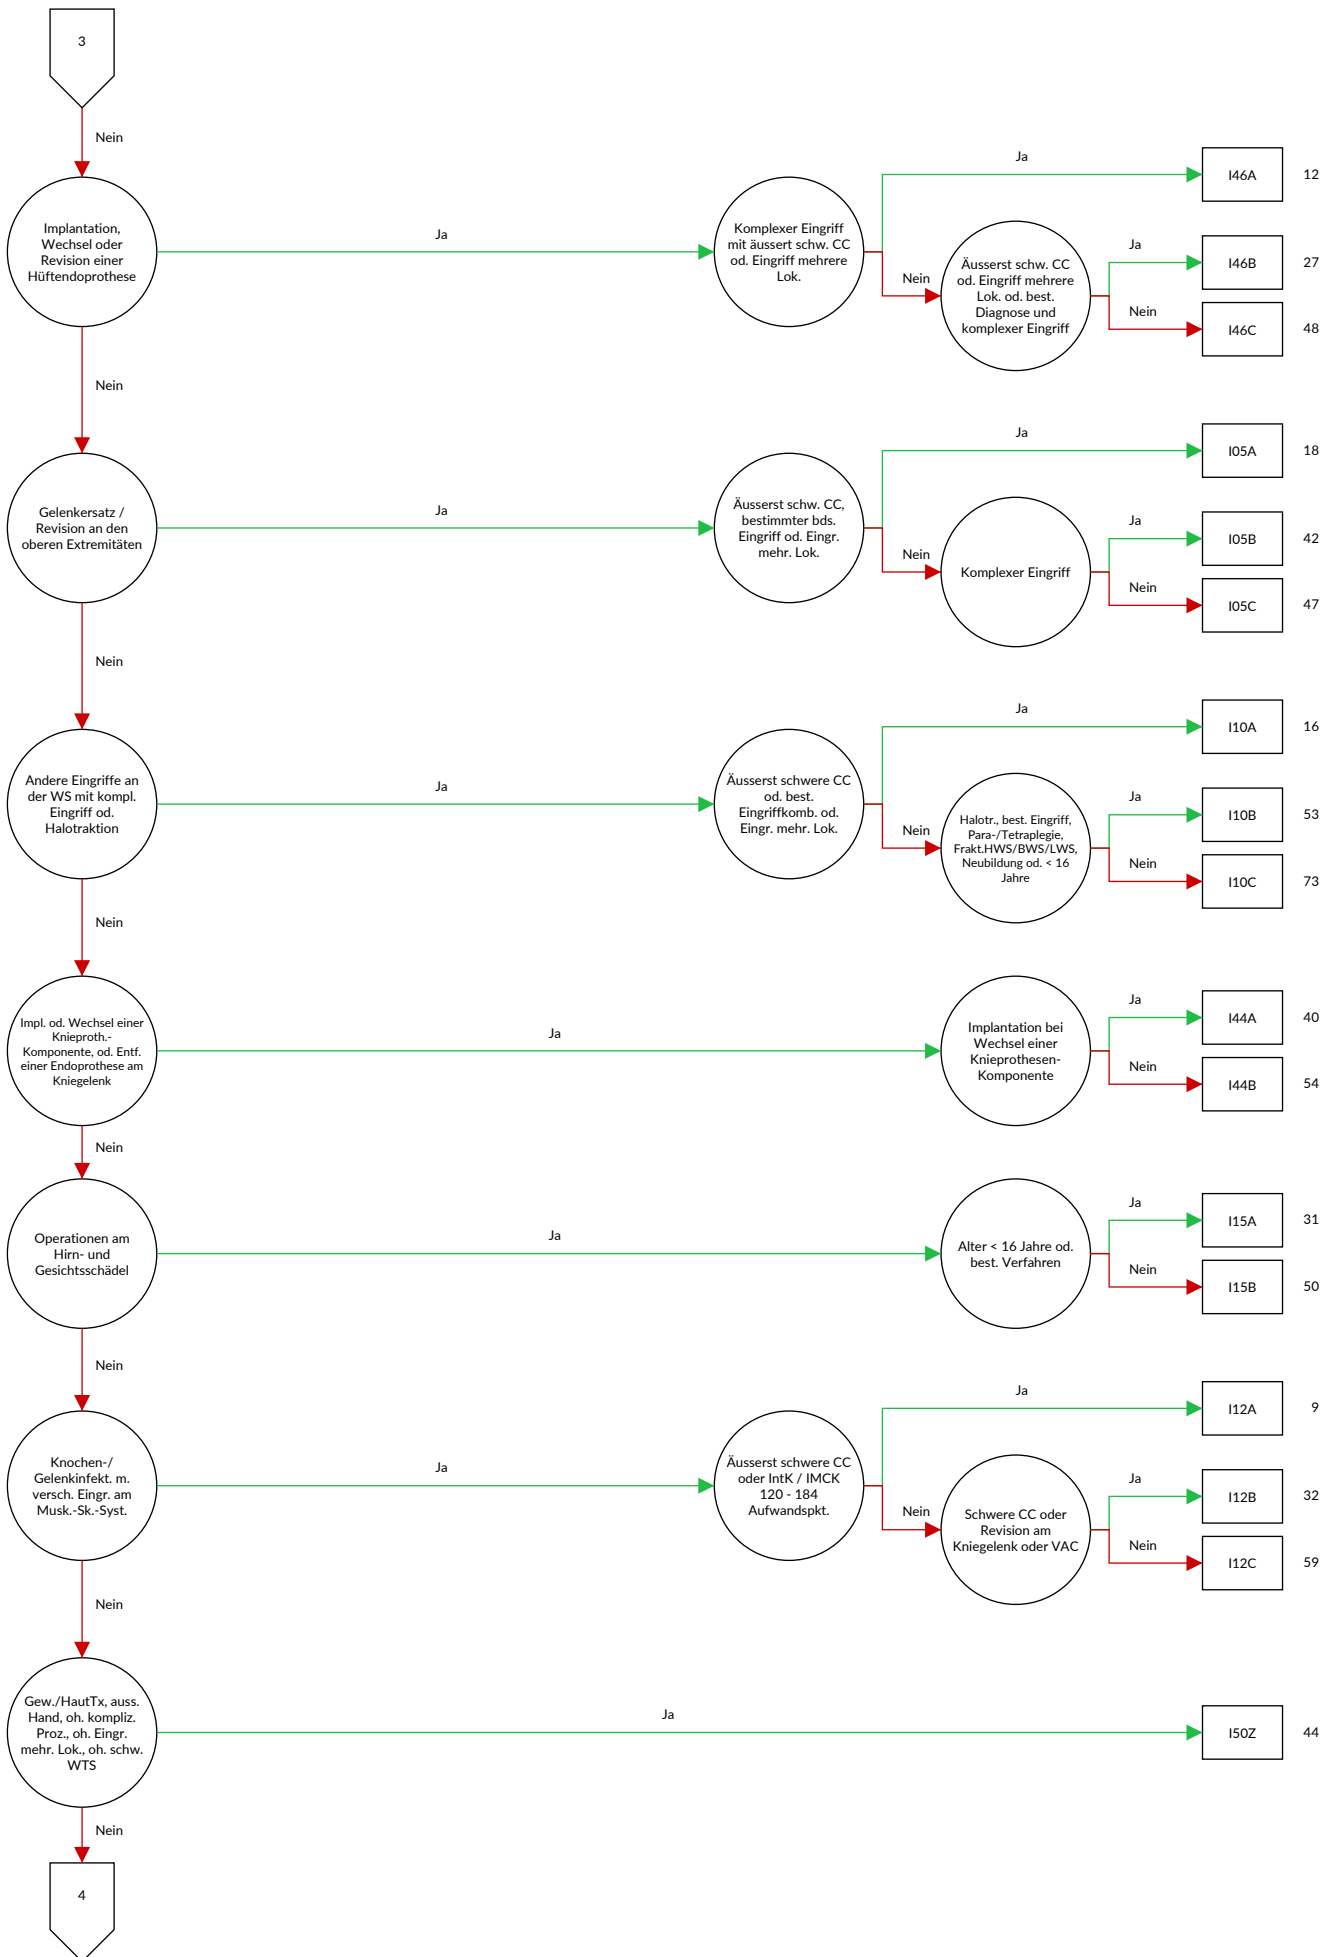 3
Nein
Implantation,
Wechsel oder
Revision einer
Hüftendoprothese
Ja
Komplexer Eingriff
mit äussert schw. CC
od. Eingriff mehrere
Lok.
Ja
I46A
12
Nein
Äusserst schw. CC
od. Eingriff mehrere
Lok. od. best.
Diagnose und
komplexer Eingriff
Ja
I46B
27
Nein
I46C
48
Nein
Gelenkersatz /
Revision an den
oberen Extremitäten
Ja
Äusserst schw. CC,
bestimmter bds.
Eingriff od. Eingr.
mehr. Lok.
Ja
I05A
18
Nein
Komplexer Eingriff
Ja
I05B
42
Nein
I05C
47
Nein
Andere Eingriffe an
der WS mit kompl.
Eingriff od.
Halotraktion
Ja
Äusserst schwere CC
od. best.
Eingriffkomb. od.
Eingr. mehr. Lok.
Ja
I10A
16
Nein
Halotr., best. Eingriff,
Para-/Tetraplegie,
Frakt.HWS/BWS/LWS,
Neubildung od. < 16
Jahre
Ja
I10B
53
Nein
I10C
73
Nein
Impl. od. Wechsel einer
Knieproth.-
Komponente, od. Entf.
einer Endoprothese am
Kniegelenk
Ja
Implantation bei
Wechsel einer
Knieprothesen-
Komponente
Ja
I44A
40
Nein
I44B
54
Nein
Operationen am
Hirn- und
Gesichtsschädel
Ja
Alter < 16 Jahre od.
best. Verfahren
Ja
I15A
31
Nein
I15B
50
Nein
Knochen-/
Gelenkinfekt. m.
versch. Eingr. am
Musk.-Sk.-Syst.
Ja
Äusserst schwere CC
oder IntK / IMCK
120 - 184
Aufwandspkt.
Ja
I12A
9
Nein
Schwere CC oder
Revision am
Kniegelenk oder VAC
Ja
I12B
32
Nein
I12C
59
Nein
Gew./HautTx, auss.
Hand, oh. kompliz.
Proz., oh. Eingr.
mehr. Lok., oh. schw.
WTS
Ja
I50Z
44
Nein
4